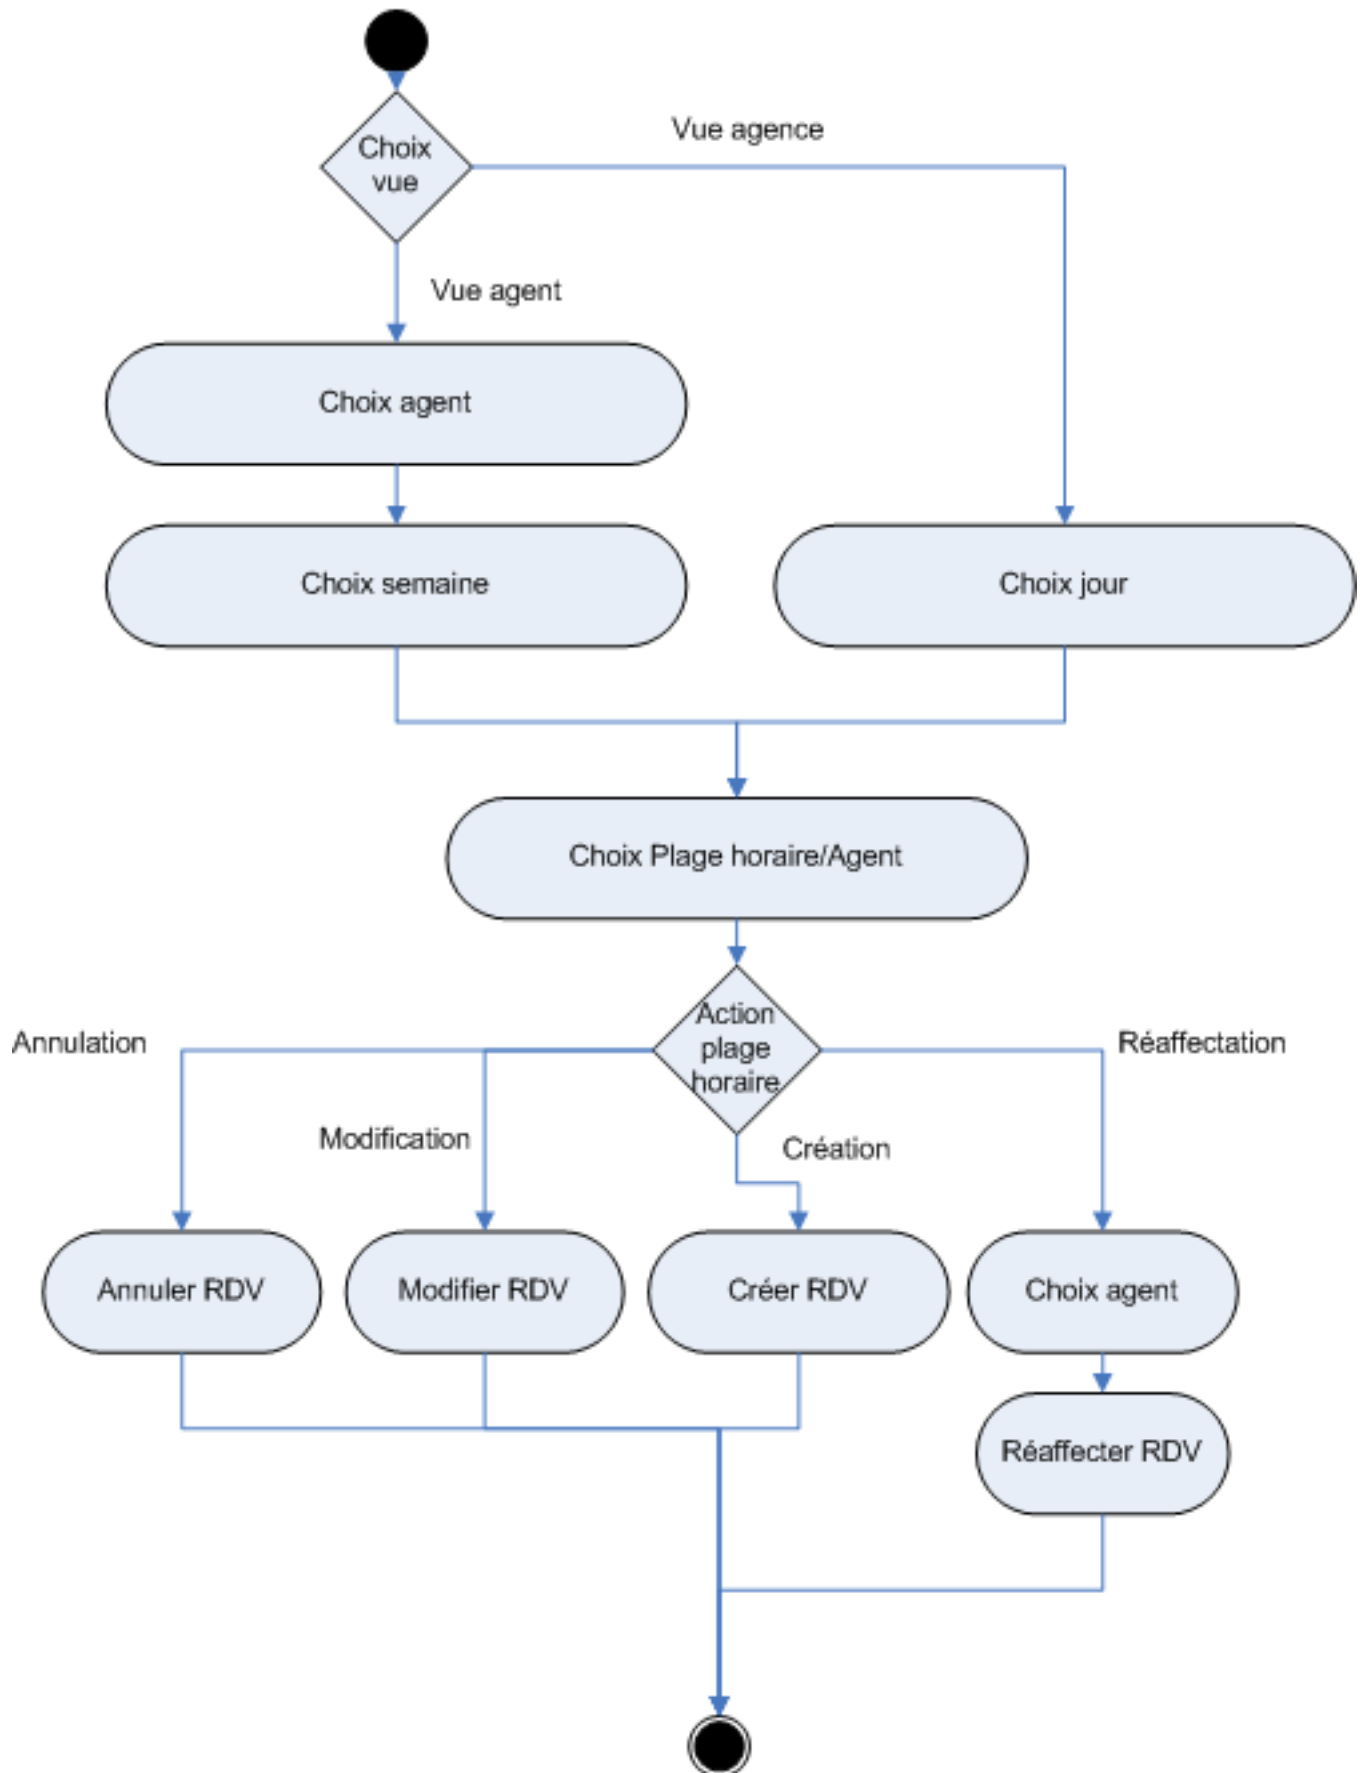 Vue agence
Choix
vue
Vue agent
Choix agent
Choix semaine
Choix jour
Choix Plage horaire/Agent
Action
plage
horaire
Annulation
Réaffectation
Modification
Création
Annuler RDV
Modifier RDV
Créer RDV
Choix agent
Réaffecter RDV